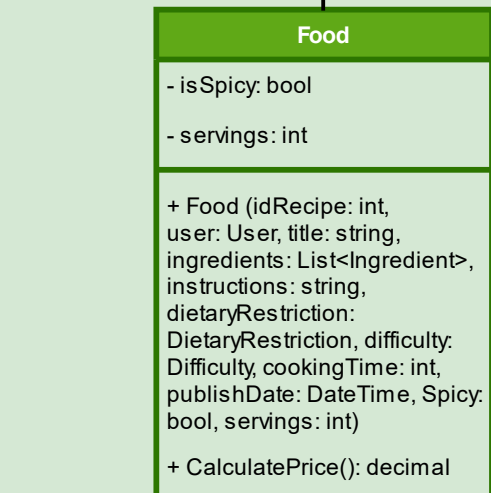 Food
- isSpicy: bool
- servings: int
+ Food (idRecipe: int,
user: User, title: string,
ingredients: List<Ingredient>,
instructions: string,
dietaryRestriction:
DietaryRestriction, difficulty:
Difficulty, cookingTime: int,
publishDate: DateTime, Spicy:
bool, servings: int)
+ CalculatePrice(): decimal